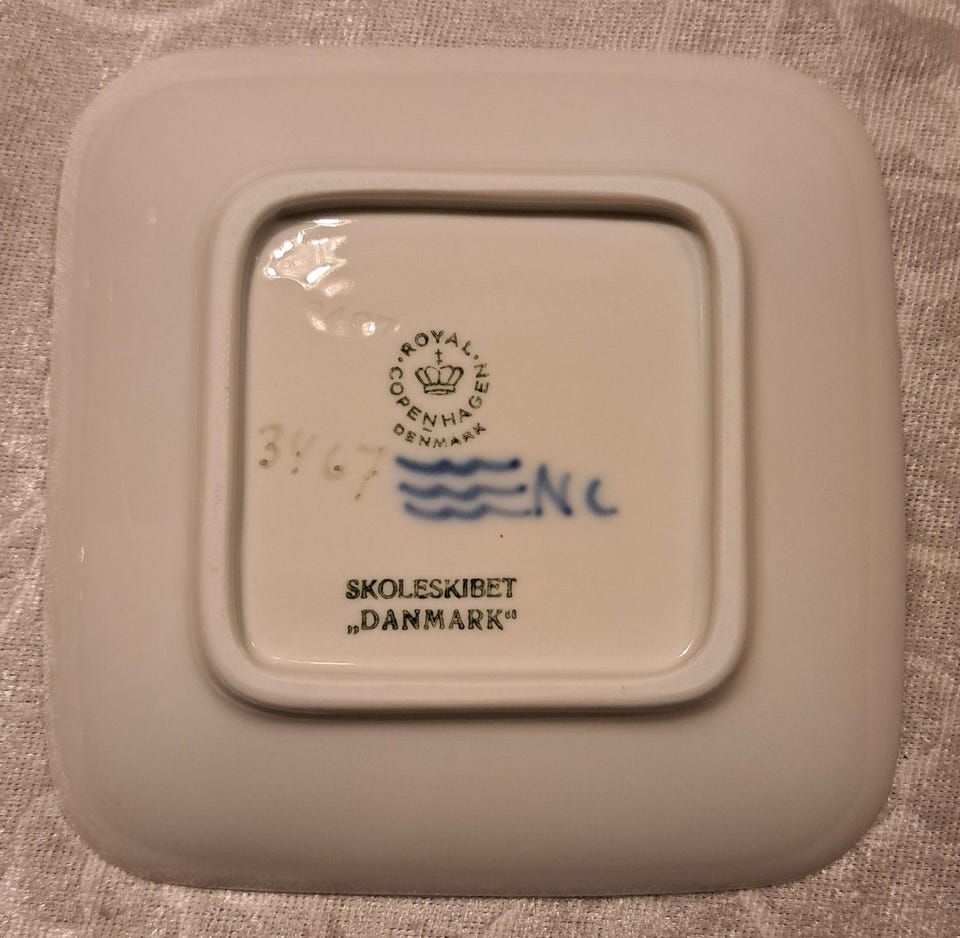 ROYAL COPENHAGEN
DENMARK
3467
NC
SKOLESKIBET
„DANMARK“